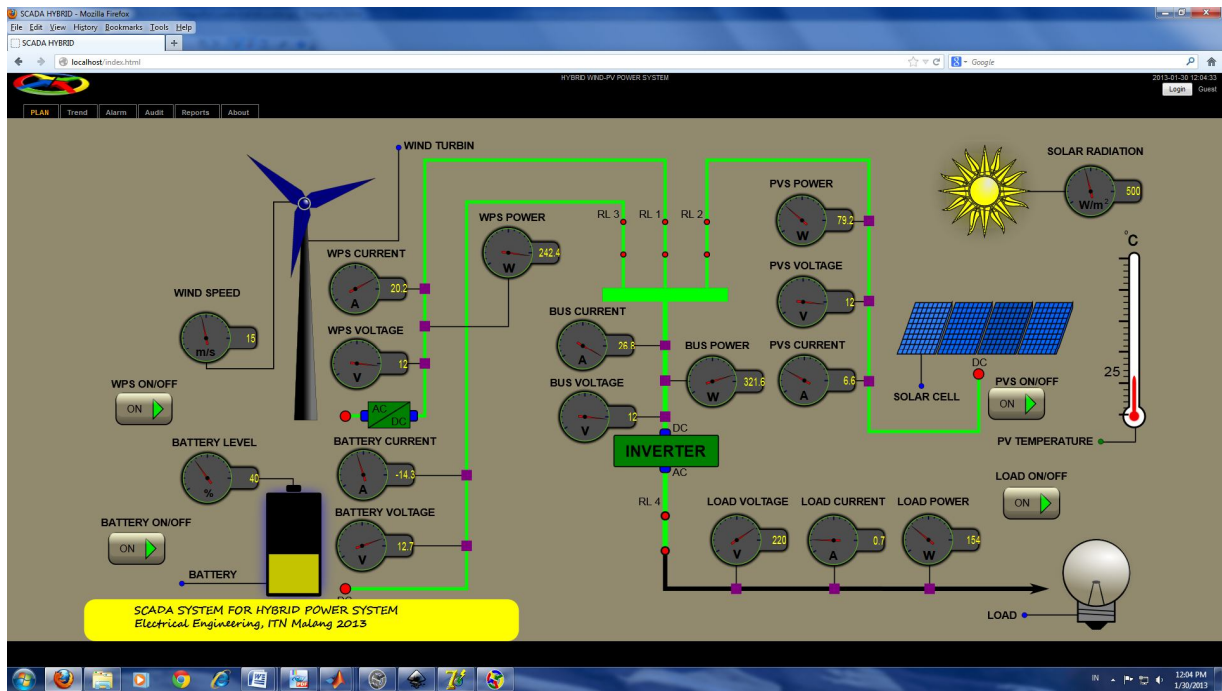 SCADA HYBRID - Mozilla Firefox
File Edit View History Bookmarks Tools Help
SCADA HYBRID
localhost/index.html
Google
HYBRID WIND-PV POWER SYSTEM
2013-01-30 12:04:33
Login Guest
PLAN Trend Alarm Audit Reports About
WIND TURBIN
SOLAR RADIATION
500
W/m²
PVS POWER
79.2
W
RL 3 RL 1 RL 2
WPS POWER
242.4
W
°C
WPS CURRENT
20.2
A
PVS VOLTAGE
12
V
WIND SPEED
15
m/s
BUS CURRENT
26.8
A
WPS VOLTAGE
12
V
BUS POWER
321.6
W
PVS CURRENT
6.6
A
DC
25
BUS VOLTAGE
12
V
WPS ON/OFF
ON
PVS ON/OFF
ON
SOLAR CELL
AC
DC
DC
INVERTER
AC
PV TEMPERATURE
BATTERY LEVEL
40
%
BATTERY CURRENT
-14.3
A
LOAD ON/OFF
ON
RL 4
LOAD VOLTAGE LOAD CURRENT LOAD POWER
220 0.7 154
V A W
BATTERY VOLTAGE
12.7
V
BATTERY ON/OFF
ON
BATTERY
DC
LOAD
SCADA SYSTEM FOR HYBRID POWER SYSTEM
Electrical Engineering, ITN Malang 2013
IN
12:04 PM
1/30/2013